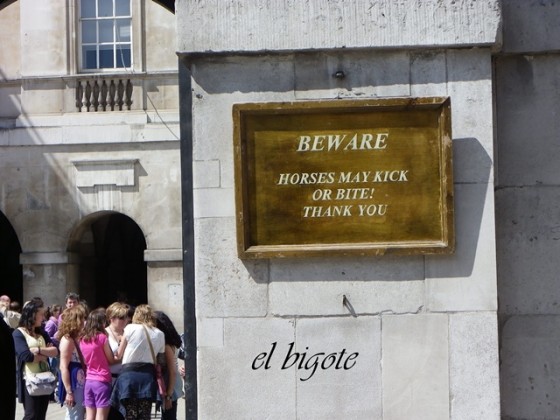 BEWARE
HORSES MAY KICK
OR BITE!
THANK YOU
el bigote